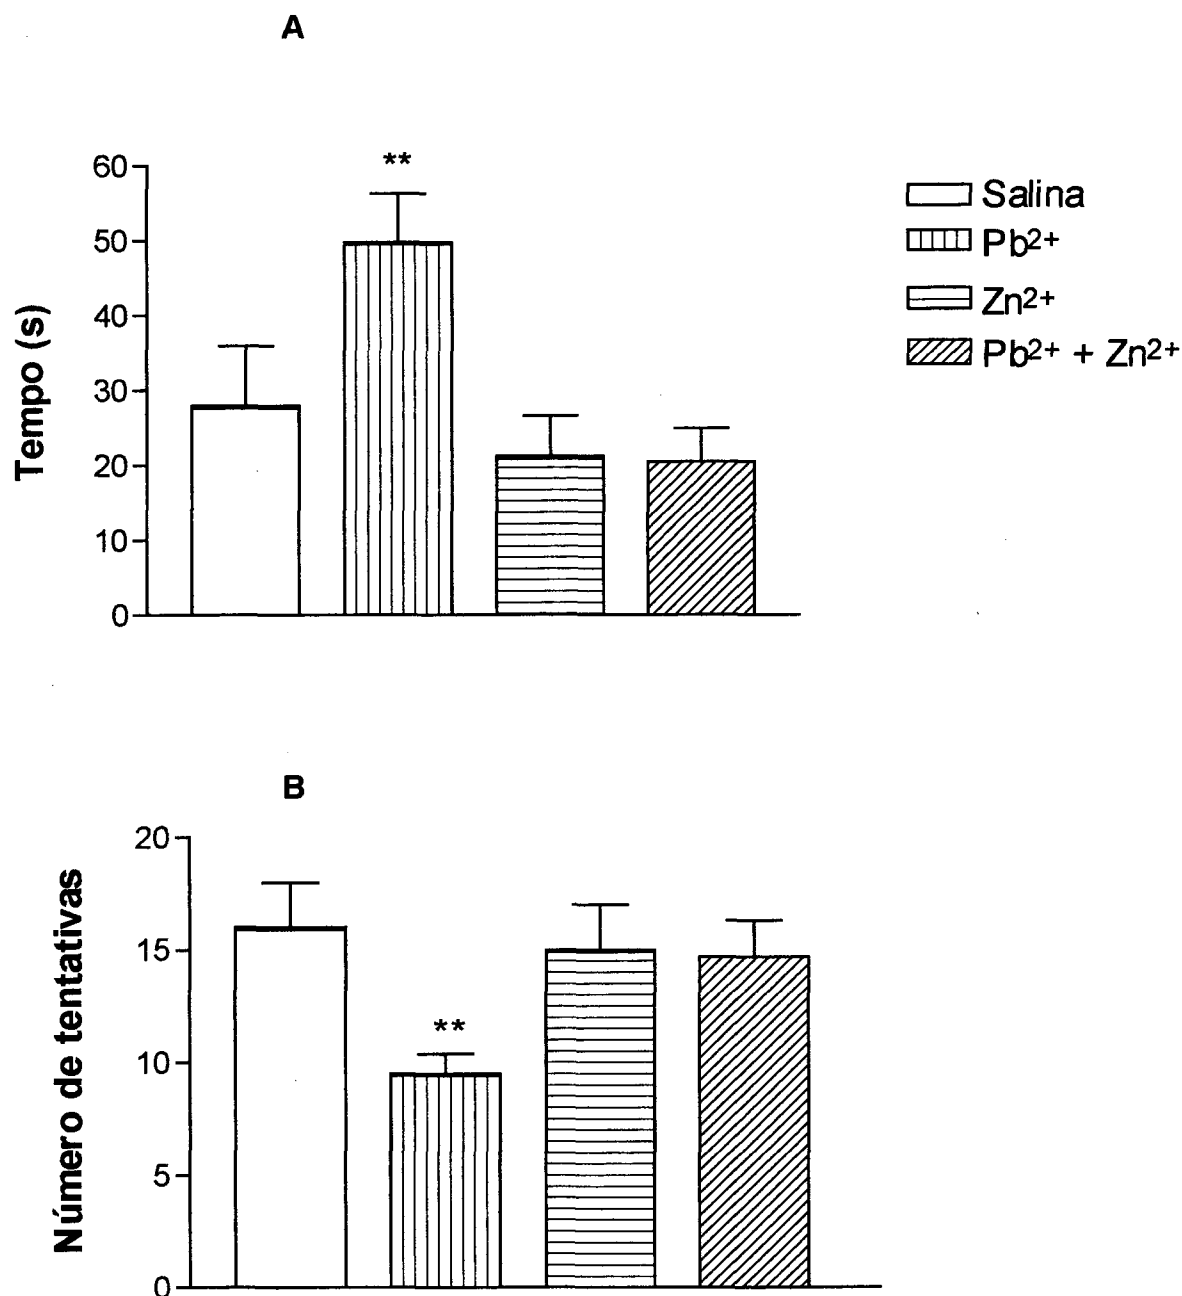 A
60
50
40
30
20
10
0
Tempo (s)
**
Salina
Pb²⁺
Zn²⁺
Pb²⁺ + Zn²⁺
B
20
15
10
5
0
Número de tentativas
**